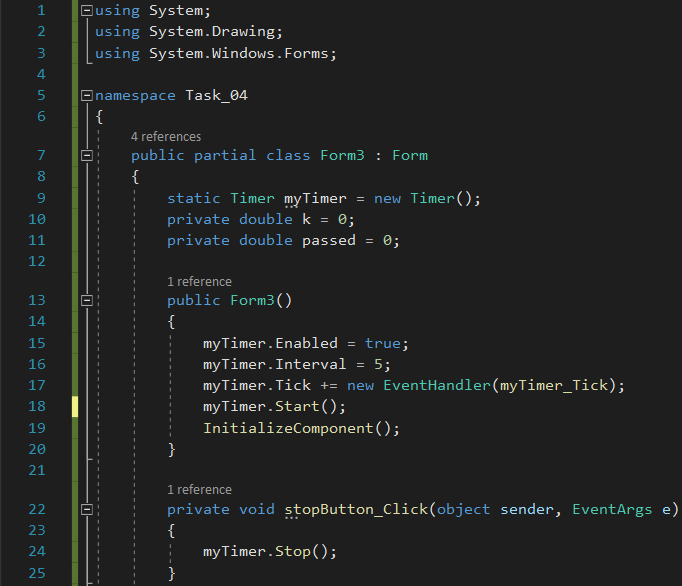 1 using System;
2 using System.Drawing;
3 using System.Windows.Forms;
4
5 namespace Task_04
6 {
4 references
7 public partial class Form3 : Form
8 {
9 static Timer myTimer = new Timer();
10 private double k = 0;
11 private double passed = 0;
12
1 reference
13 public Form3()
14 {
15 myTimer.Enabled = true;
16 myTimer.Interval = 5;
17 myTimer.Tick += new EventHandler(myTimer_Tick);
18 myTimer.Start();
19 InitializeComponent();
20 }
21
1 reference
22 private void stopButton_Click(object sender, EventArgs e)
23 {
24 myTimer.Stop();
25 }